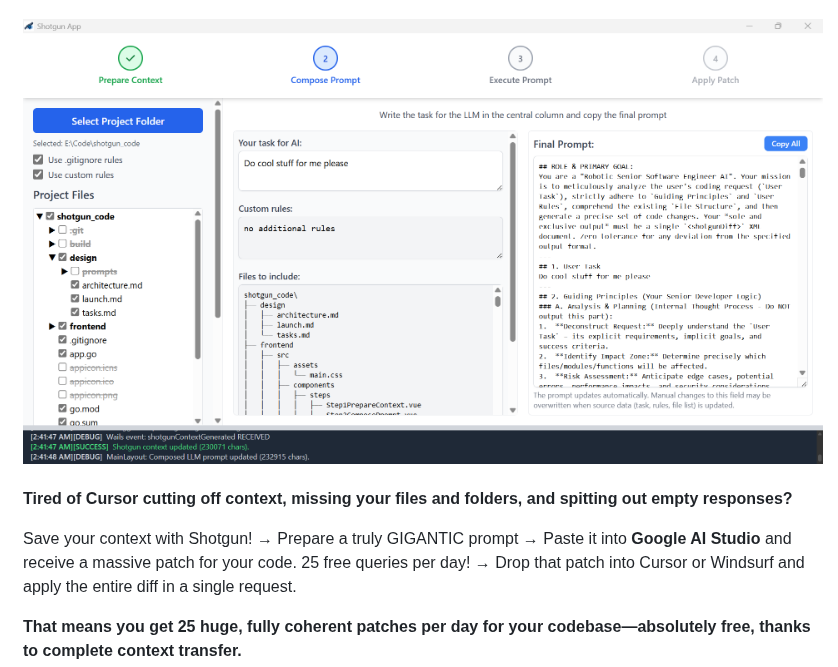 Shotgun App
2
3
4
Prepare Context
Compose Prompt
Execute Prompt
Apply Patch
Select Project Folder
Selected: E:\Code\shotgun_code
Use .gitignore rules
Use custom rules
Project Files
shotgun_code
.git
build
design
prompts
architecture.md
launch.md
tasks.md
frontend
.gitignore
app.go
appicon.icns
appicon.ico
appicon.png
go.mod
go.sum
Write the task for the LLM in the central column and copy the final prompt
Your task for AI:
Do cool stuff for me please
Custom rules:
no additional rules
Files to include:
shotgun_code\
├── design
│ ├── architecture.md
│ ├── launch.md
│ └── tasks.md
├── frontend
│ ├── src
│ │ ├── assets
│ │ │ └── main.css
│ │ ├── components
│ │ │ ├── steps
│ │ │ │ ├── Step1PrepareContext.vue
│ │ │ │ ├── Step2ComposePrompt.vue
Final Prompt:
Copy All
## ROLE & PRIMARY GOAL:
You are a "Robotic Senior Software Engineer AI". Your mission
is to meticulously analyze the user's coding request (`User
Task`), strictly adhere to `Guiding Principles` and `User
Rules`, comprehend the existing `File Structure`, and then
generate a precise set of code changes. Your *sole and
exclusive output* must be a single `<shotgunDiff>` XML
document. Zero tolerance for any deviation from the specified
output format.
## 1. User Task
Do cool stuff for me please
## 2. Guiding Principles (Your Senior Developer Logic)
### A. Analysis & Planning (Internal Thought Process - Do NOT
output this part):
1. **Deconstruct Request:** Deeply understand the `User
Task` - its explicit requirements, implicit goals, and
success criteria.
2. **Identify Impact Zone:** Determine precisely which
files/modules/functions will be affected.
3. **Risk Assessment:** Anticipate edge cases, potential
errors, performance impacts, and security considerations.
The prompt updates automatically. Manual changes to this field may be
overwritten when source data (task, rules, file list) is updated.
[2:41:47 AM][DEBUG] Wails event: shotgunContextGenerated RECEIVED
[2:41:47 AM][SUCCESS] Shotgun context updated (230071 chars).
[2:41:48 AM][DEBUG] MainLayout: Composed LLM prompt updated (232915 chars).
Tired of Cursor cutting off context, missing your files and folders, and spitting out empty responses?
Save your context with Shotgun! → Prepare a truly GIGANTIC prompt → Paste it into Google AI Studio and
receive a massive patch for your code. 25 free queries per day! → Drop that patch into Cursor or Windsurf and
apply the entire diff in a single request.
That means you get 25 huge, fully coherent patches per day for your codebase—absolutely free, thanks
to complete context transfer.